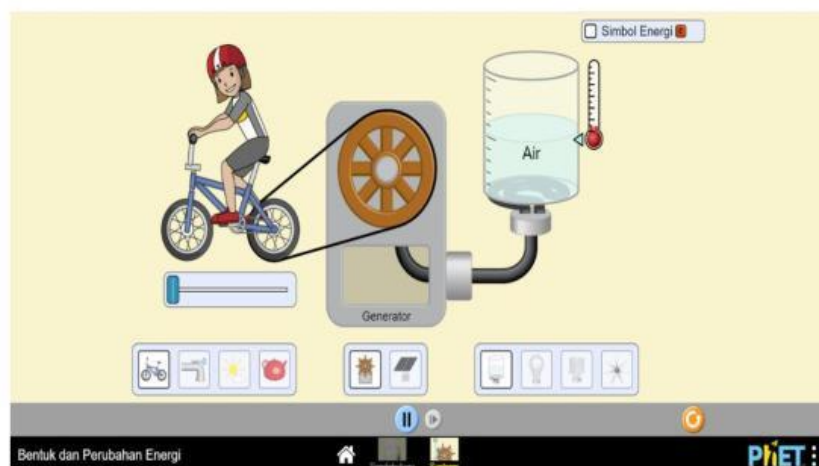 Simbol Energi E
Air
Generator
Bentuk dan Perubahan Energi
PhET